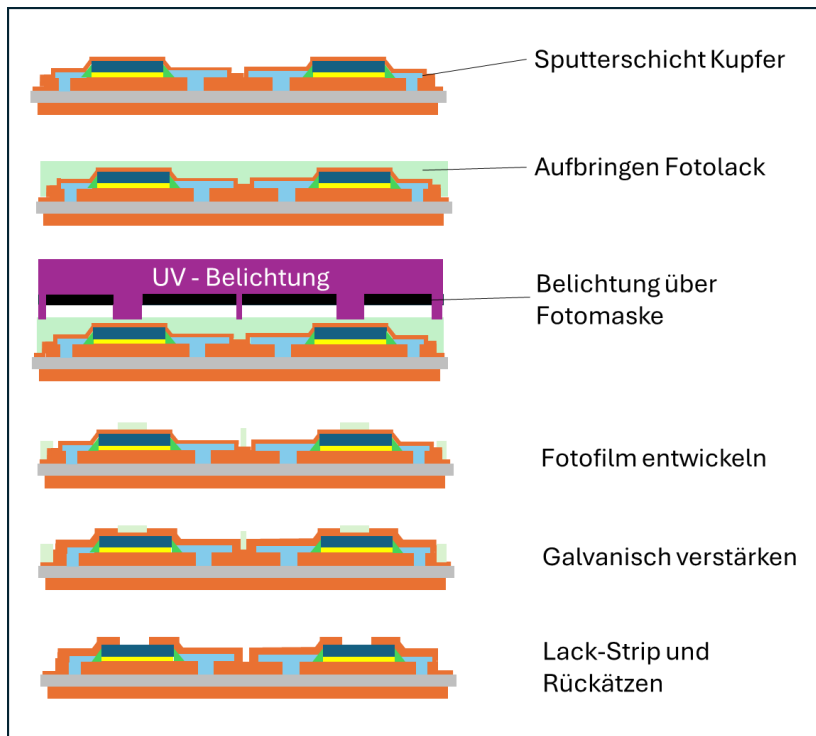 Sputterschicht Kupfer
Aufbringen Fotolack
UV - Belichtung
Belichtung über
Fotomaske
Fotofilm entwickeln
Galvanisch verstärken
Lack-Strip und
Rückätzen